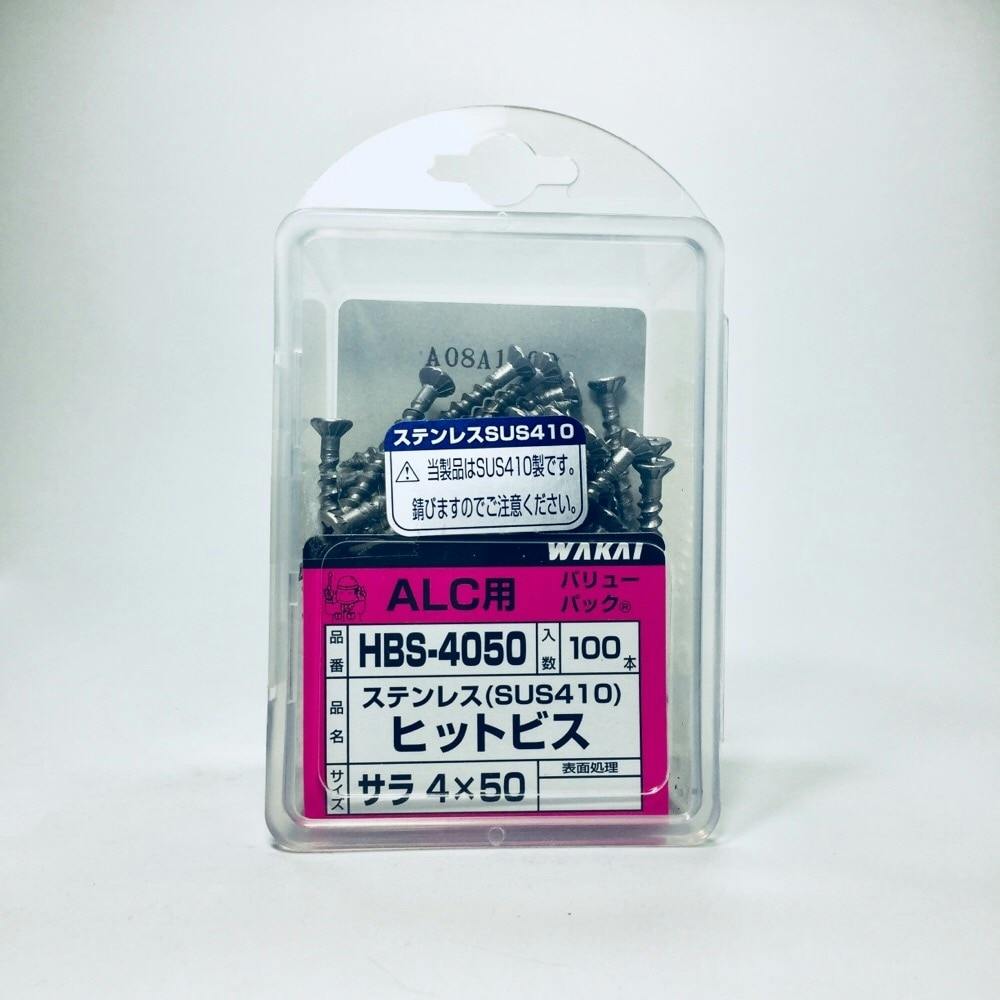 ステンレスSUS410
当製品はSUS410製です。
錆びますのでご注意ください。
WAKAI
ALC用
バリュー
パック®
品番 HBS-4050 入数 100本
品名 ステンレス(SUS410)
ヒットビス
サイズ サラ 4×50 表面処理